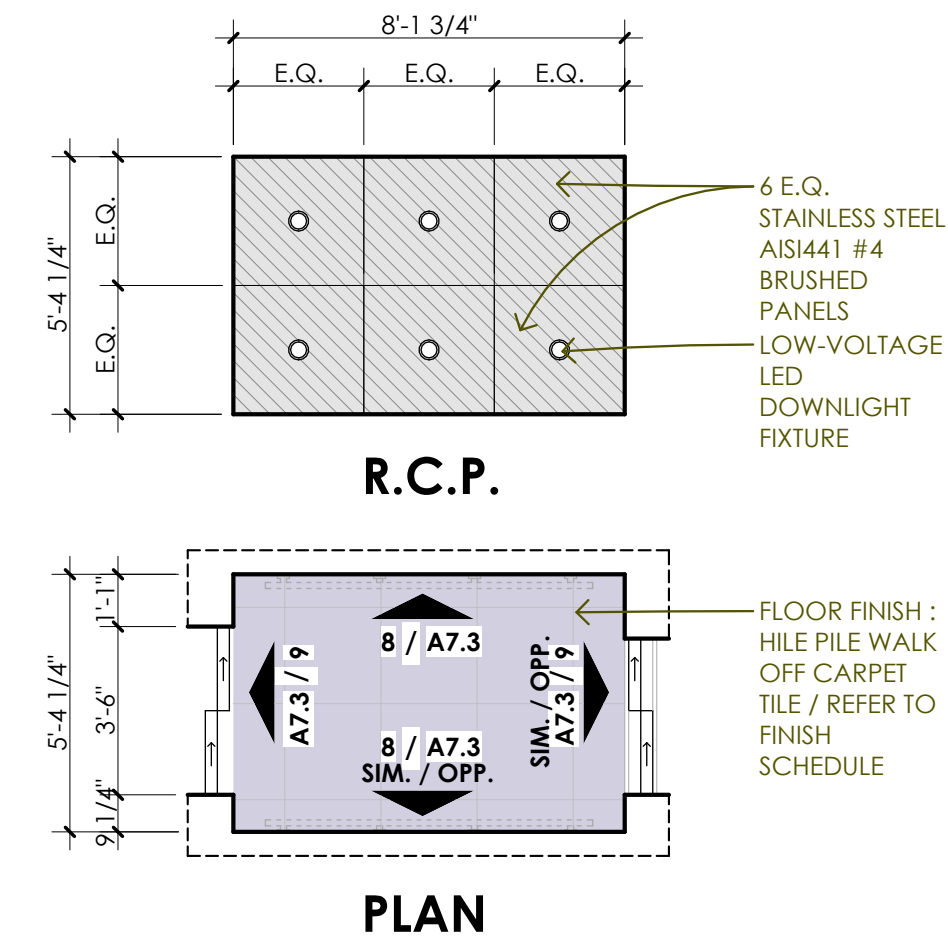 8'-1 3/4"
E.Q. E.Q. E.Q.
5'-4 1/4"
E.Q.
E.Q.
6 E.Q.
STAINLESS STEEL
AISI441 #4
BRUSHED
PANELS
LOW-VOLTAGE
LED
DOWNLIGHT
FIXTURE
R.C.P.
5'-4 1/4"
1'-1"
3'-6"
9 1/4"
8 / A7.3
A7.3 / 9
8 / A7.3
SIM. / OPP.
SIM. / OPP.
A7.3 / 9
FLOOR FINISH :
HILE PILE WALK
OFF CARPET
TILE / REFER TO
FINISH
SCHEDULE
PLAN